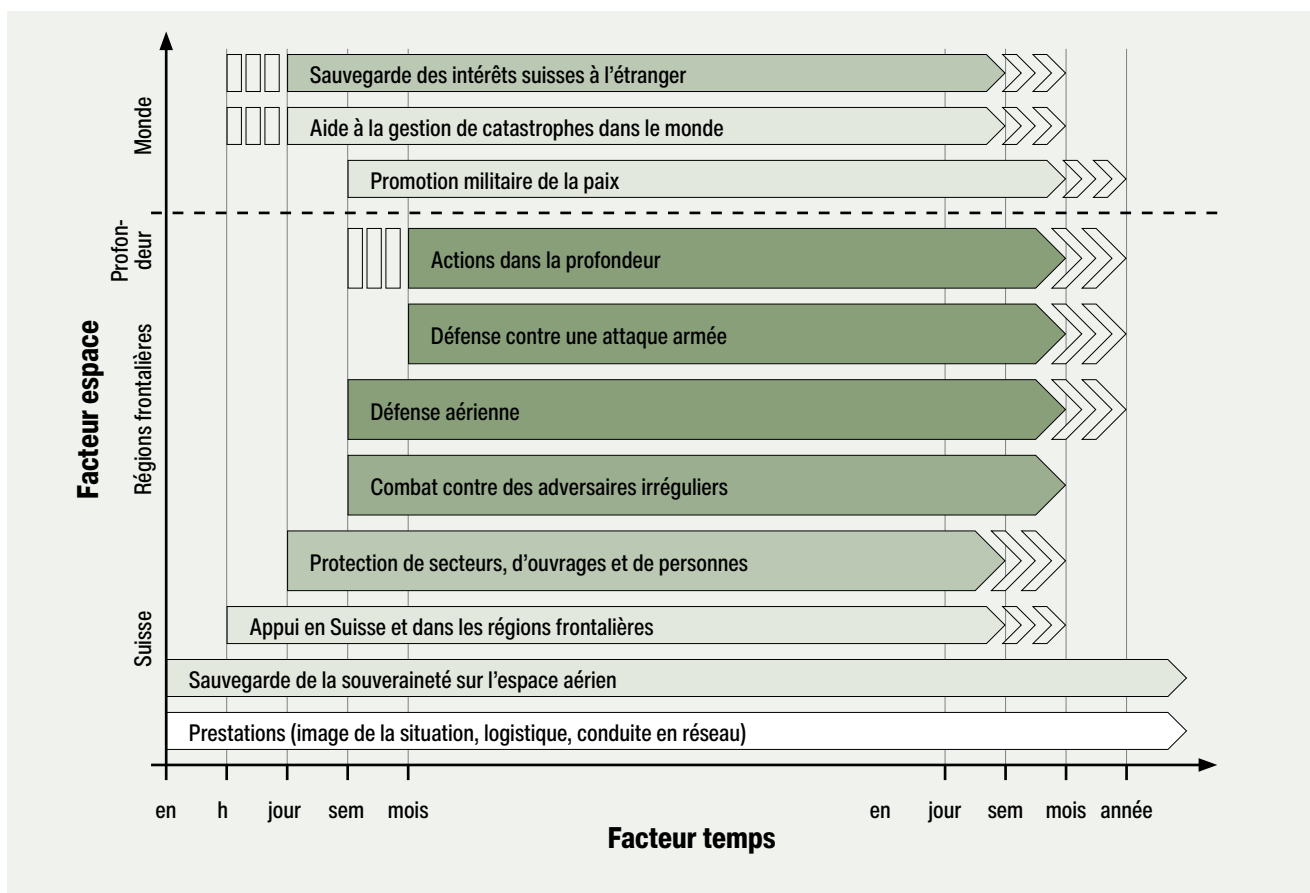 Monde
Sauvegarde des intérêts suisses à l’étranger
Aide à la gestion de catastrophes dans le monde
Promotion militaire de la paix
Profon-
deur
Actions dans la profondeur
Facteur espace
Régions frontalières
Défense contre une attaque armée
Défense aérienne
Combat contre des adversaires irréguliers
Protection de secteurs, d’ouvrages et de personnes
Suisse
Appui en Suisse et dans les régions frontalières
Sauvegarde de la souveraineté sur l’espace aérien
Prestations (image de la situation, logistique, conduite en réseau)
en h jour sem mois en jour sem mois année
Facteur temps